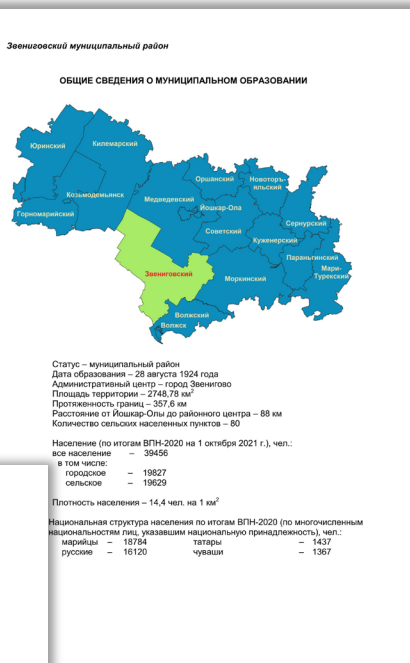 Звениговский муниципальный район
ОБЩИЕ СВЕДЕНИЯ О МУНИЦИПАЛЬНОМ ОБРАЗОВАНИИ
Юринский
Килемарский
Оршанский
Новоторъ-
яльский
Козьмодемьянск
Медведевский
Йошкар-Ола
Горномарийский
Сернурский
Советский
Куженерский
Параньгинский
Звениговский
Моркинский
Мари-
Турекский
Волжский
Волжск
Статус – муниципальный район
Дата образования – 28 августа 1924 года
Административный центр – город Звенигово
Площадь территории – 2748,78 км²
Протяженность границ – 357,6 км
Расстояние от Йошкар-Олы до районного центра – 88 км
Количество сельских населенных пунктов – 80
Население (по итогам ВПН-2020 на 1 октября 2021 г.), чел.:
все население – 39456
в том числе:
городское – 19827
сельское – 19629
Плотность населения – 14,4 чел. на 1 км²
Национальная структура населения по итогам ВПН-2020 (по многочисленным
национальностям лиц, указавшим национальную принадлежность), чел.:
марийцы – 18784 татары – 1437
русские – 16120 чуваши – 1367